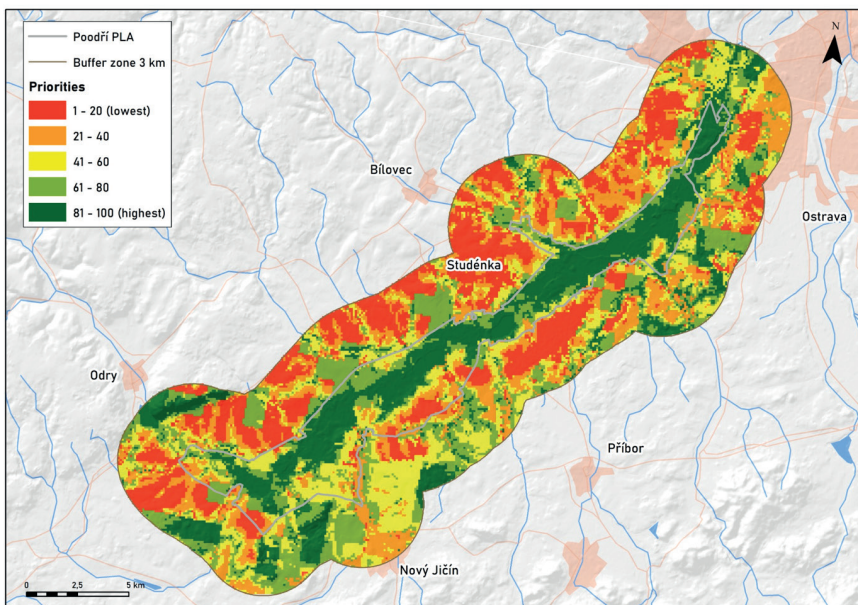 Poodří PLA
Buffer zone 3 km
Priorities
1 - 20 (lowest)
21 - 40
41 - 60
61 - 80
81 - 100 (highest)
N
Bílovec
Ostrava
Studénka
Odry
Příbor
Nový Jičín
0 2,5 5 km